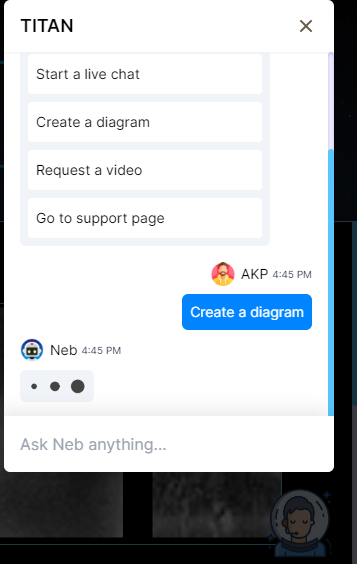 TITAN
Start a live chat
Create a diagram
Request a video
Go to support page
AKP 4:45 PM
Create a diagram
Neb 4:45 PM
Ask Neb anything...